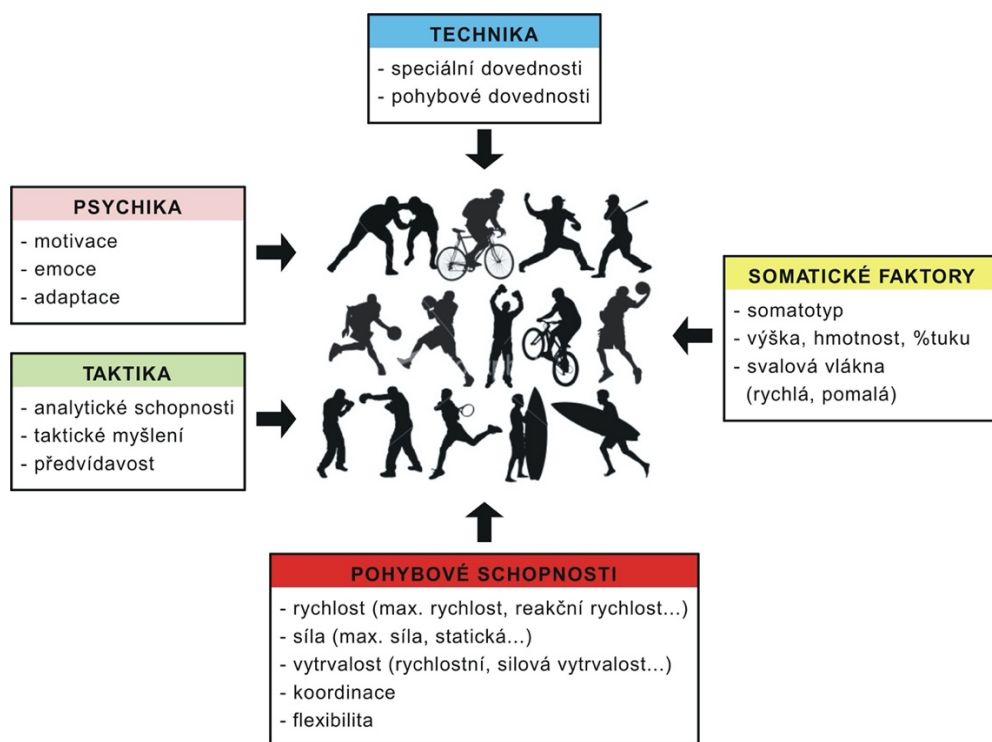 TECHNIKA
- speciální dovednosti
- pohybové dovednosti
PSYCHIKA
- motivace
- emoce
- adaptace
TAKTIKA
- analytické schopnosti
- taktické myšlení
- předvídavost
SOMATICKÉ FAKTORY
- somatotyp
- výška, hmotnost, %tuku
- svalová vlákna
(rychlá, pomalá)
POHYBOVÉ SCHOPNOSTI
- rychlost (max. rychlost, reakční rychlost...)
- síla (max. síla, statická...)
- vytrvalost (rychlostní, silová vytrvalost...)
- koordinace
- flexibilita